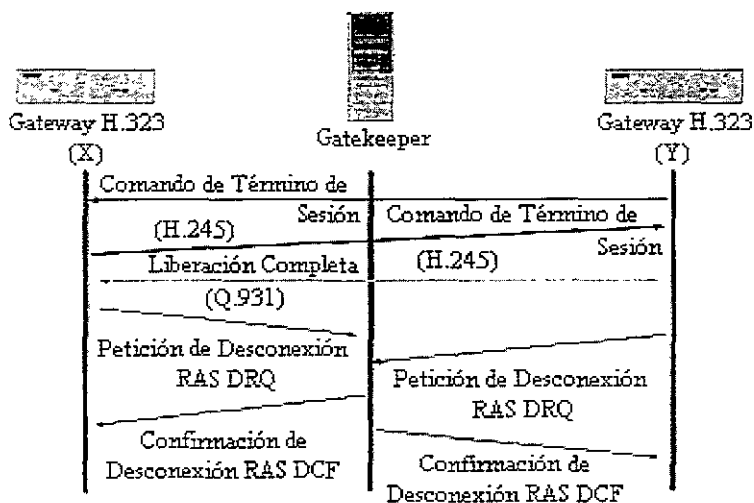 Gateway H.323
(X)
Gatekeeper
Gateway H.323
(Y)
Comando de Término de
Sesión
(H.245)
Comando de Término de
Sesión
(H.245)
Liberación Completa
(Q.931)
Petición de Desconexión
RAS DRQ
Petición de Desconexión
RAS DRQ
Confirmación de
Desconexión RAS DCF
Confirmación de
Desconexión RAS DCF